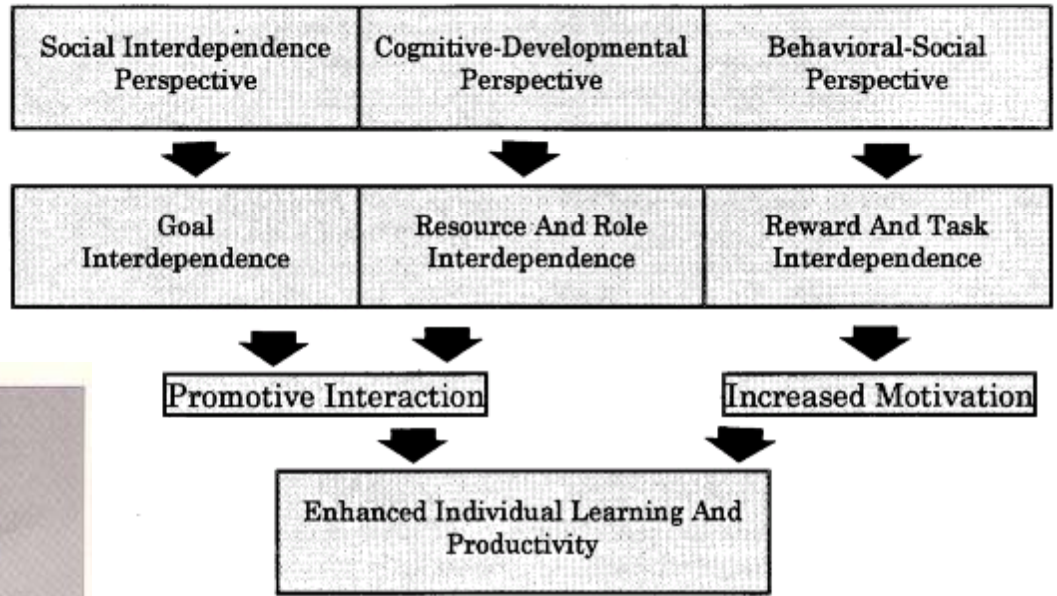 Social Interdependence
Perspective
Cognitive-Developmental
Perspective
Behavioral-Social
Perspective
Goal
Interdependence
Resource And Role
Interdependence
Reward And Task
Interdependence
Promotive Interaction
Increased Motivation
Enhanced Individual Learning And
Productivity